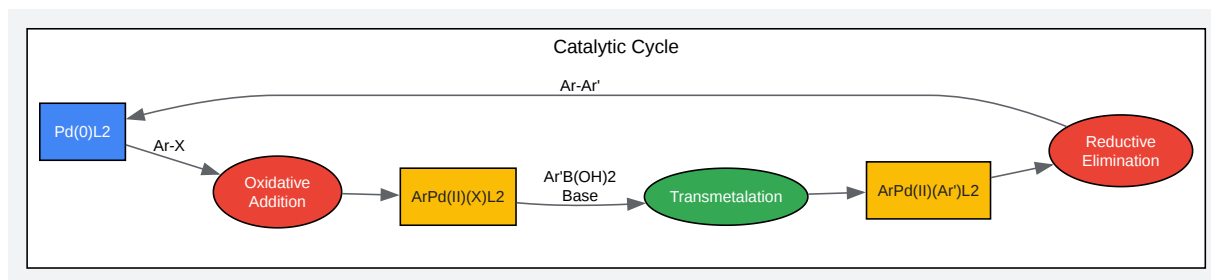 Catalytic Cycle
Ar-Ar'
Pd(0)L2
Ar-X
Oxidative
Addition
ArPd(II)(X)L2
Ar'B(OH)2
Base
Transmetalation
ArPd(II)(Ar')L2
Reductive
Elimination